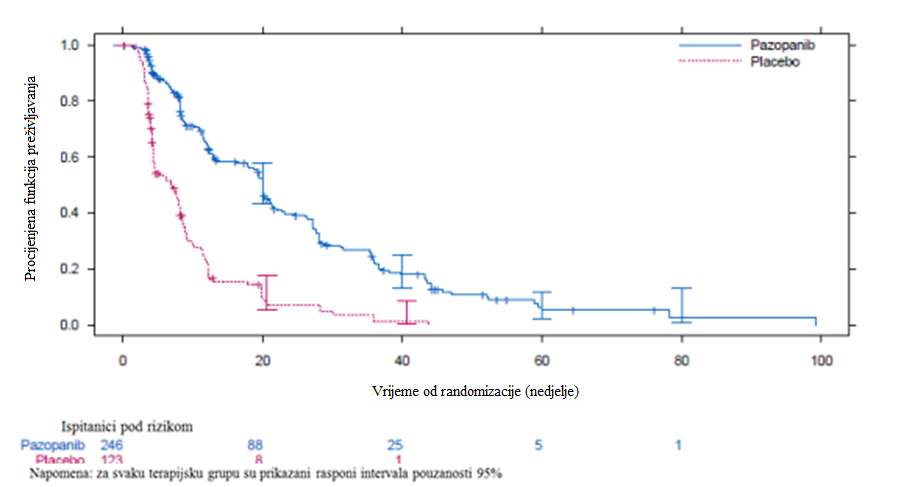 Procijenjena funkcija preživljavanja
1.0
0.8
0.6
0.4
0.2
0.0
Pazopanib
Placebo
0 20 40 60 80 100
Vrijeme od randomizacije (nedjelje)
Ispitanici pod rizikom
Pazopanib 246 88 25 5 1
Placebo 123 8 1
Napomena: za svaku terapijsku grupu su prikazani rasponi intervala pouzanosti 95%